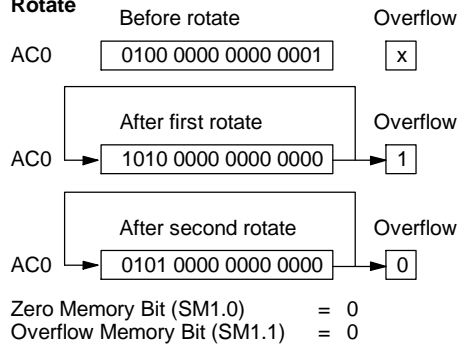 Rotate
Before rotate Overflow
AC0 0100 0000 0000 0001 x
After first rotate Overflow
AC0 1010 0000 0000 0000 1
After second rotate Overflow
AC0 0101 0000 0000 0000 0
Zero Memory Bit (SM1.0) = 0
Overflow Memory Bit (SM1.1) = 0